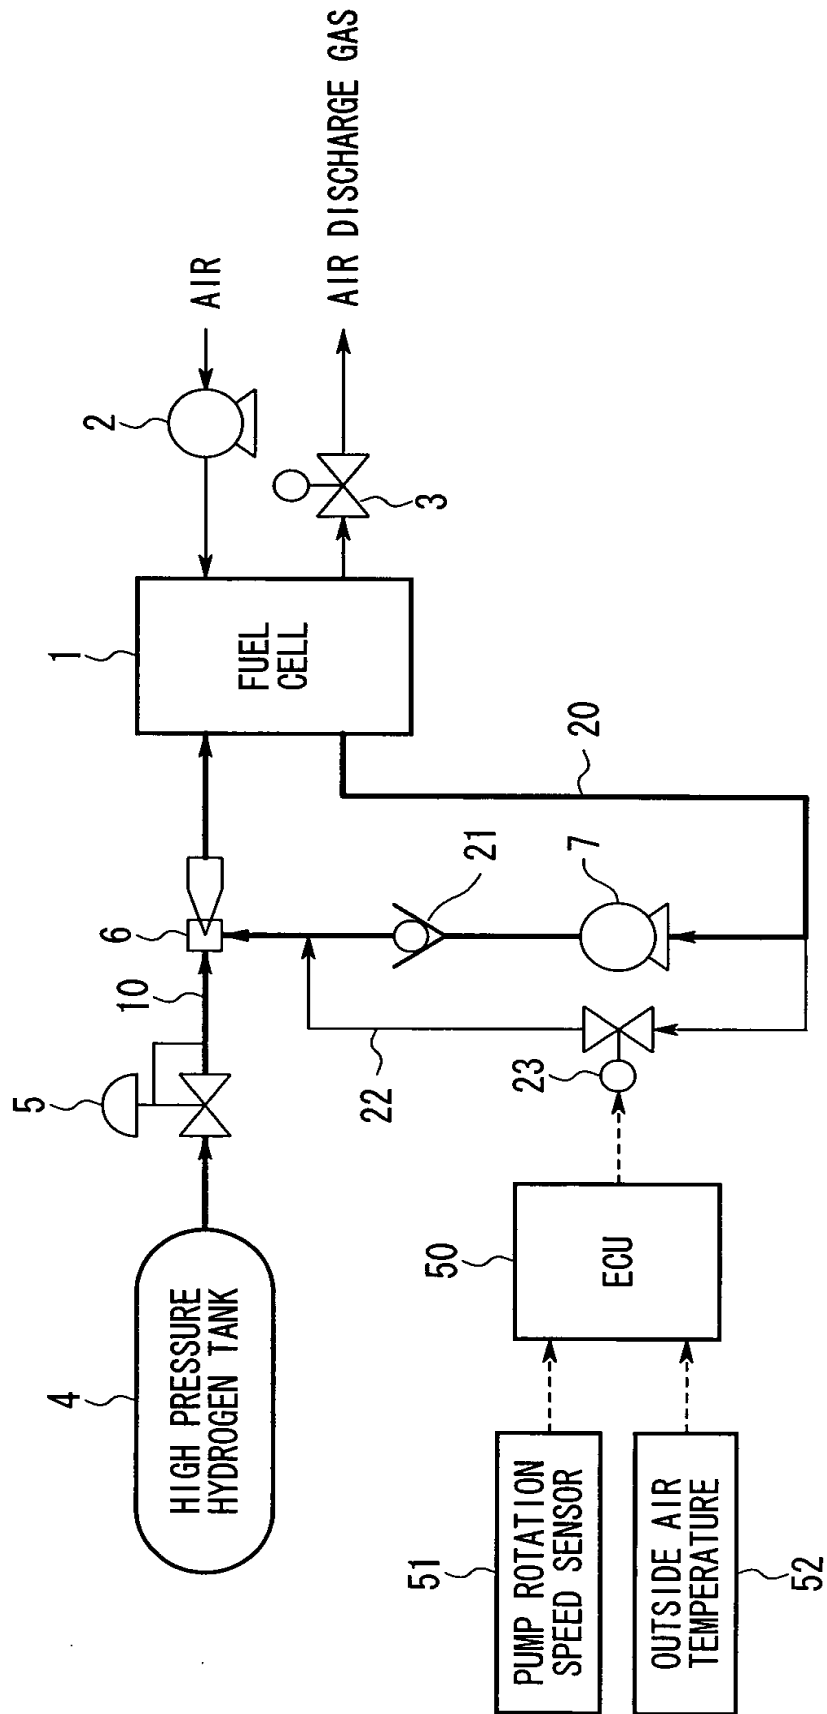 4
HIGH PRESSURE
HYDROGEN TANK
5
10
6
1
FUEL
CELL
2
AIR
3
AIR DISCHARGE GAS
20
21
7
22
23
50
ECU
51
PUMP ROTATION
SPEED SENSOR
OUTSIDE AIR
TEMPERATURE
52